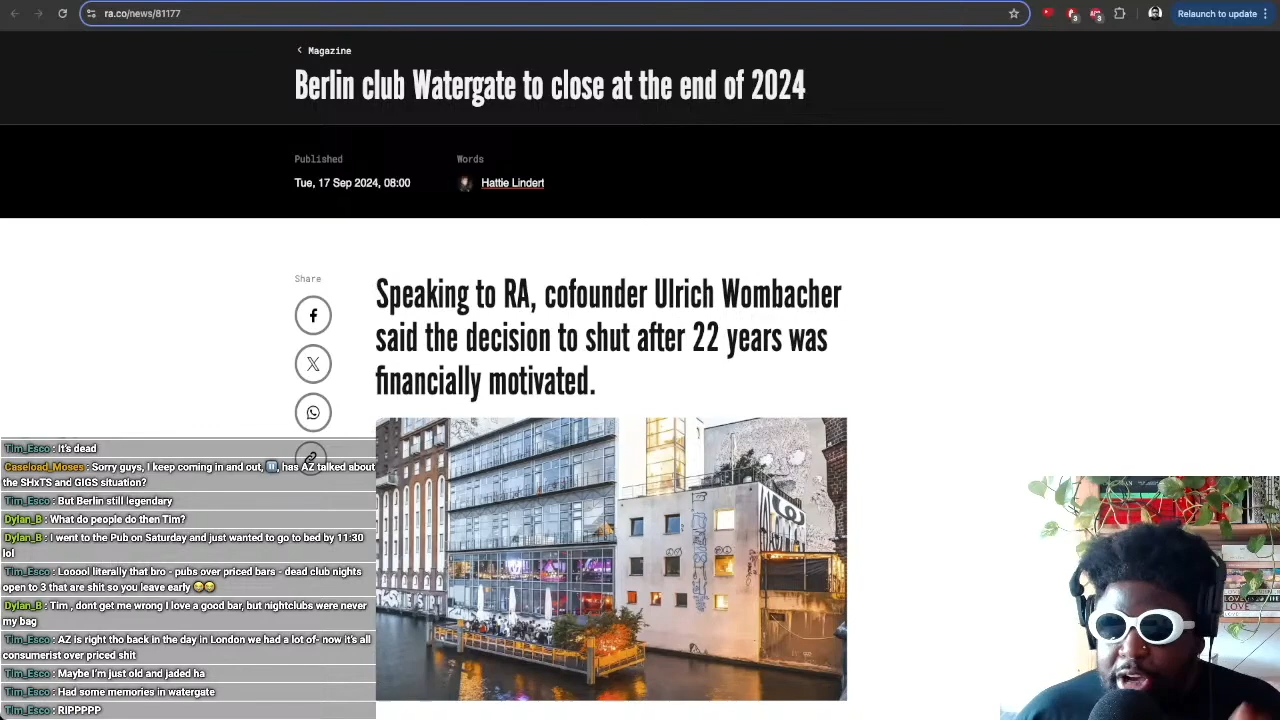 ra.co/news/81177
Relaunch to update
Magazine
Berlin club Watergate to close at the end of 2024
Published
Words
Tue, 17 Sep 2024, 08:00
Hattie Lindert
Share
Speaking to RA, cofounder Ulrich Wombacher
said the decision to shut after 22 years was
financially motivated.
Tim_Esco : It's dead
Caseload_Moses : Sorry guys, I keep coming in and out, has AZ talked about
the SHxTS and GIGS situation?
Tim_Esco : But Berlin still legendary
Dylan_B : What do people do then Tim?
Dylan_B : I went to the Pub on Saturday and just wanted to go to bed by 11:30
lol
Tim_Esco : Looool literally that bro - pubs over priced bars - dead club nights
open to 3 that are shit so you leave early 😂😂
Dylan_B : Tim , dont get me wrong I love a good bar, but nightclubs were never
my bag
Tim_Esco : AZ is right tho back in the day in London we had a lot of- now it's all
consumerist over priced shit
Tim_Esco : Maybe I'm just old and jaded ha
Tim_Esco : Had some memories in watergate
Tim_Esco : RIPPPPP
LOVE